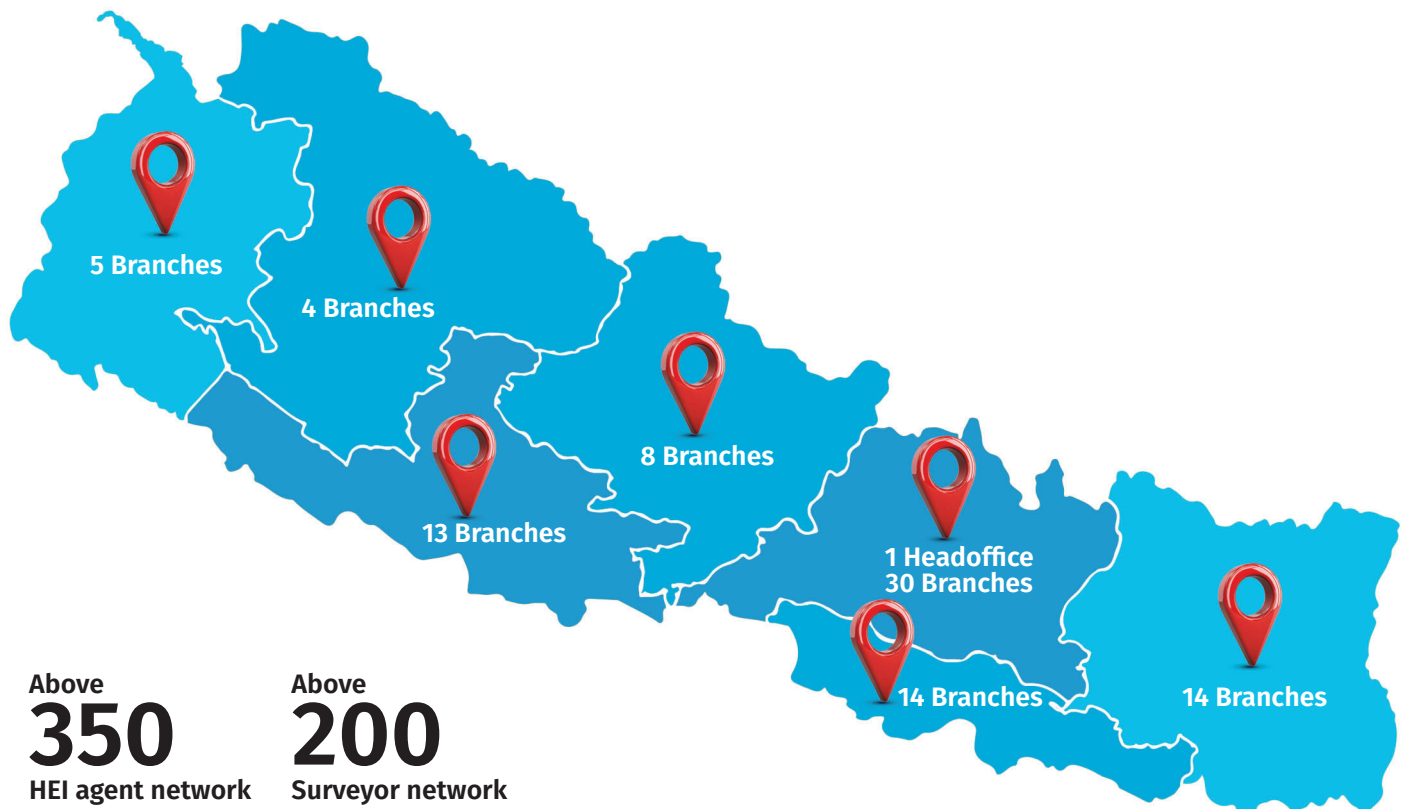 5 Branches
4 Branches
8 Branches
13 Branches
1 Headoffice
30 Branches
14 Branches
14 Branches
Above
350
HEI agent network
Above
200
Surveyor network